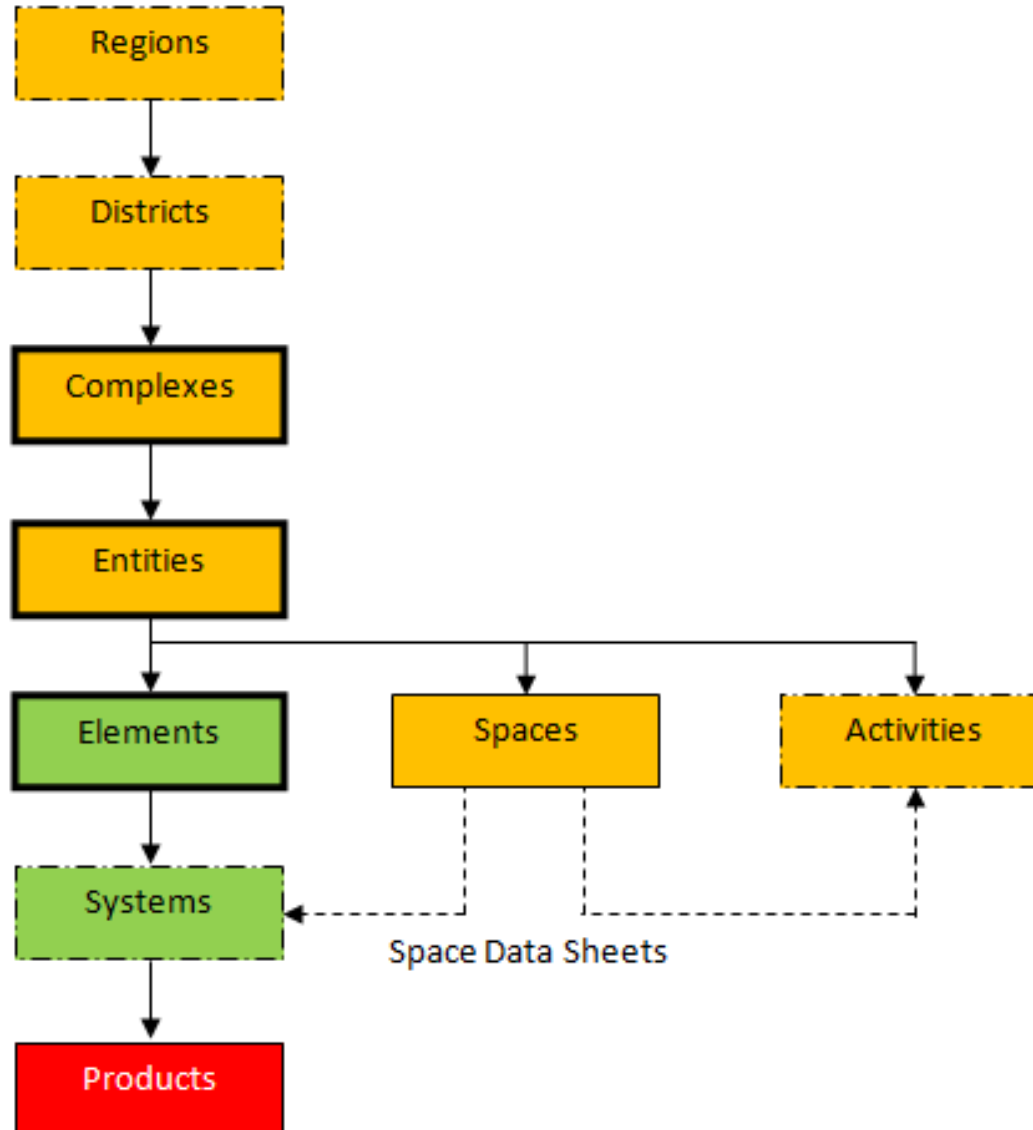 Regions
Districts
Complexes
Entities
Elements
Spaces
Activities
Systems
Space Data Sheets
Products